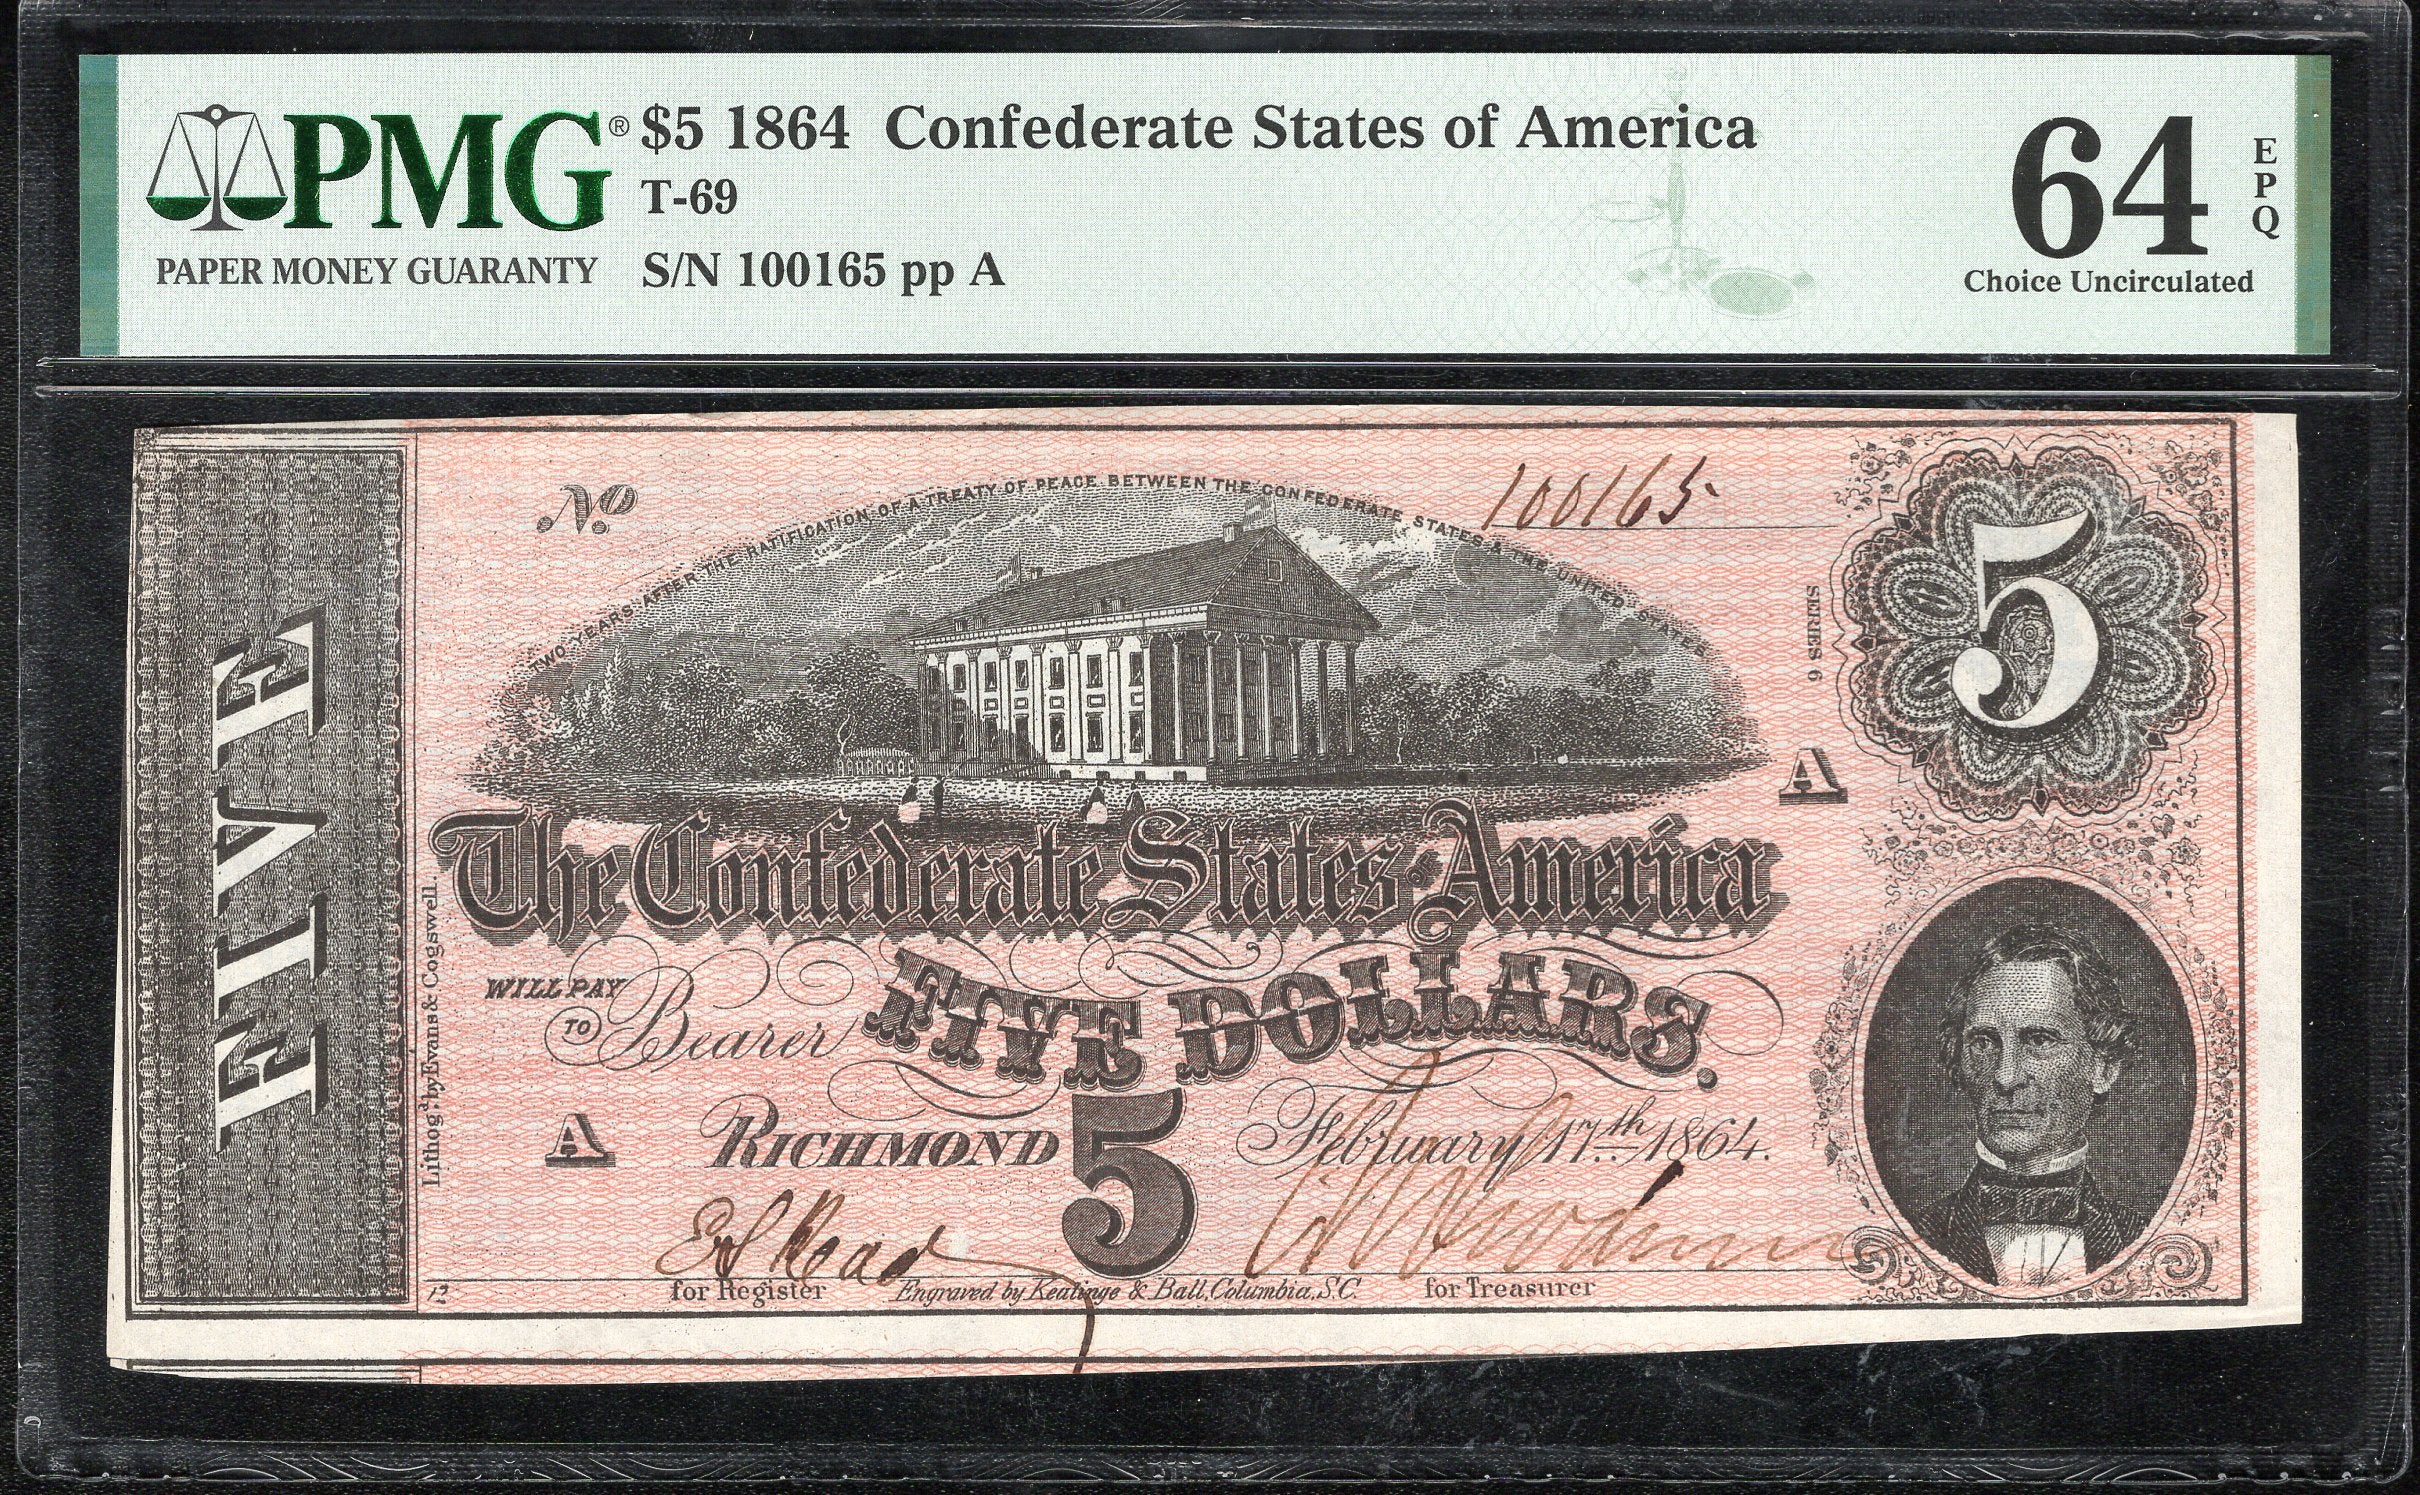 PMG® $5 1864 Confederate States of America
T-69
PAPER MONEY GUARANTY S/N 100165 pp A
64 EPQ
Choice Uncirculated
No 100165
TWO YEARS AFTER THE RATIFICATION OF A TREATY OF PEACE BETWEEN THE CONFEDERATE STATES & THE UNITED STATES
5
SERIES 6
A
FIVE
The Confederate States of America
Lithogd by Evans & Cogswell.
WILL PAY TO Bearer FIVE DOLLARS.
A RICHMOND 5 February 17th 1864.
for Register Engraved by Keatinge & Ball, Columbia, S.C. for Treasurer
12